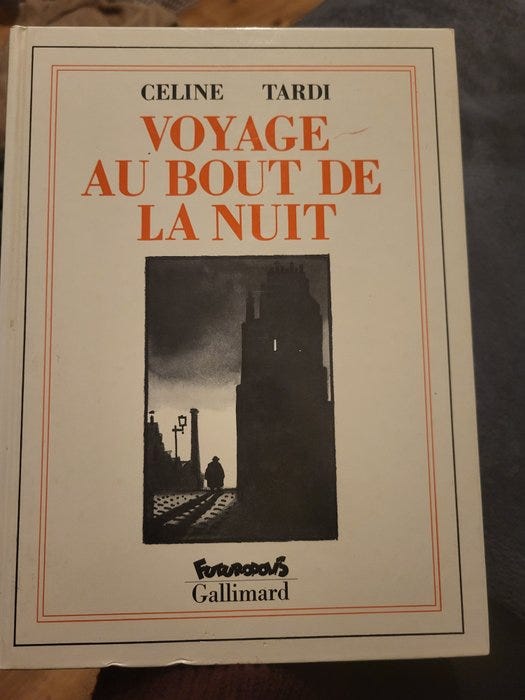 CELINE TARDI
VOYAGE
AU BOUT DE
LA NUIT
FUTUROPOLIS
Gallimard